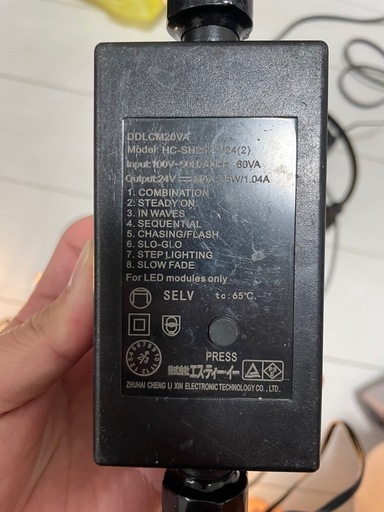 DDLCM20VA
Model: HC-SH25
Input:100V 60VA
Output:24V MAX 1.04A
1. COMBINATION
2. STEADY ON
3. IN WAVES
4. SEQUENTIAL
5. CHASING/FLASH
6. SLO-GLO
7. STEP LIGHTING
8. SLOW FADE
For LED modules only
SELV tc: 65℃
PRESS
株式会社エス・ティー・イー
ZHUHAI CHENG LI XIN ELECTRONIC TECHNOLOGY CO., LTD.